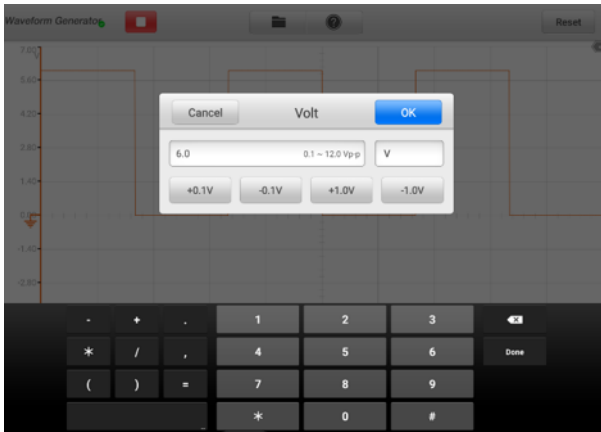 Waveform Generator
Reset
7.60
V
5.60
4.20
2.80
1.40
0.00
-1.40
-2.80
Cancel Volt OK
6.0 0.1 ~ 12.0 Vp-p V
+0.1V -0.1V +1.0V -1.0V
- + . 1 2 3
* / , 4 5 6 Done
( ) = 7 8 9
_ * 0 #